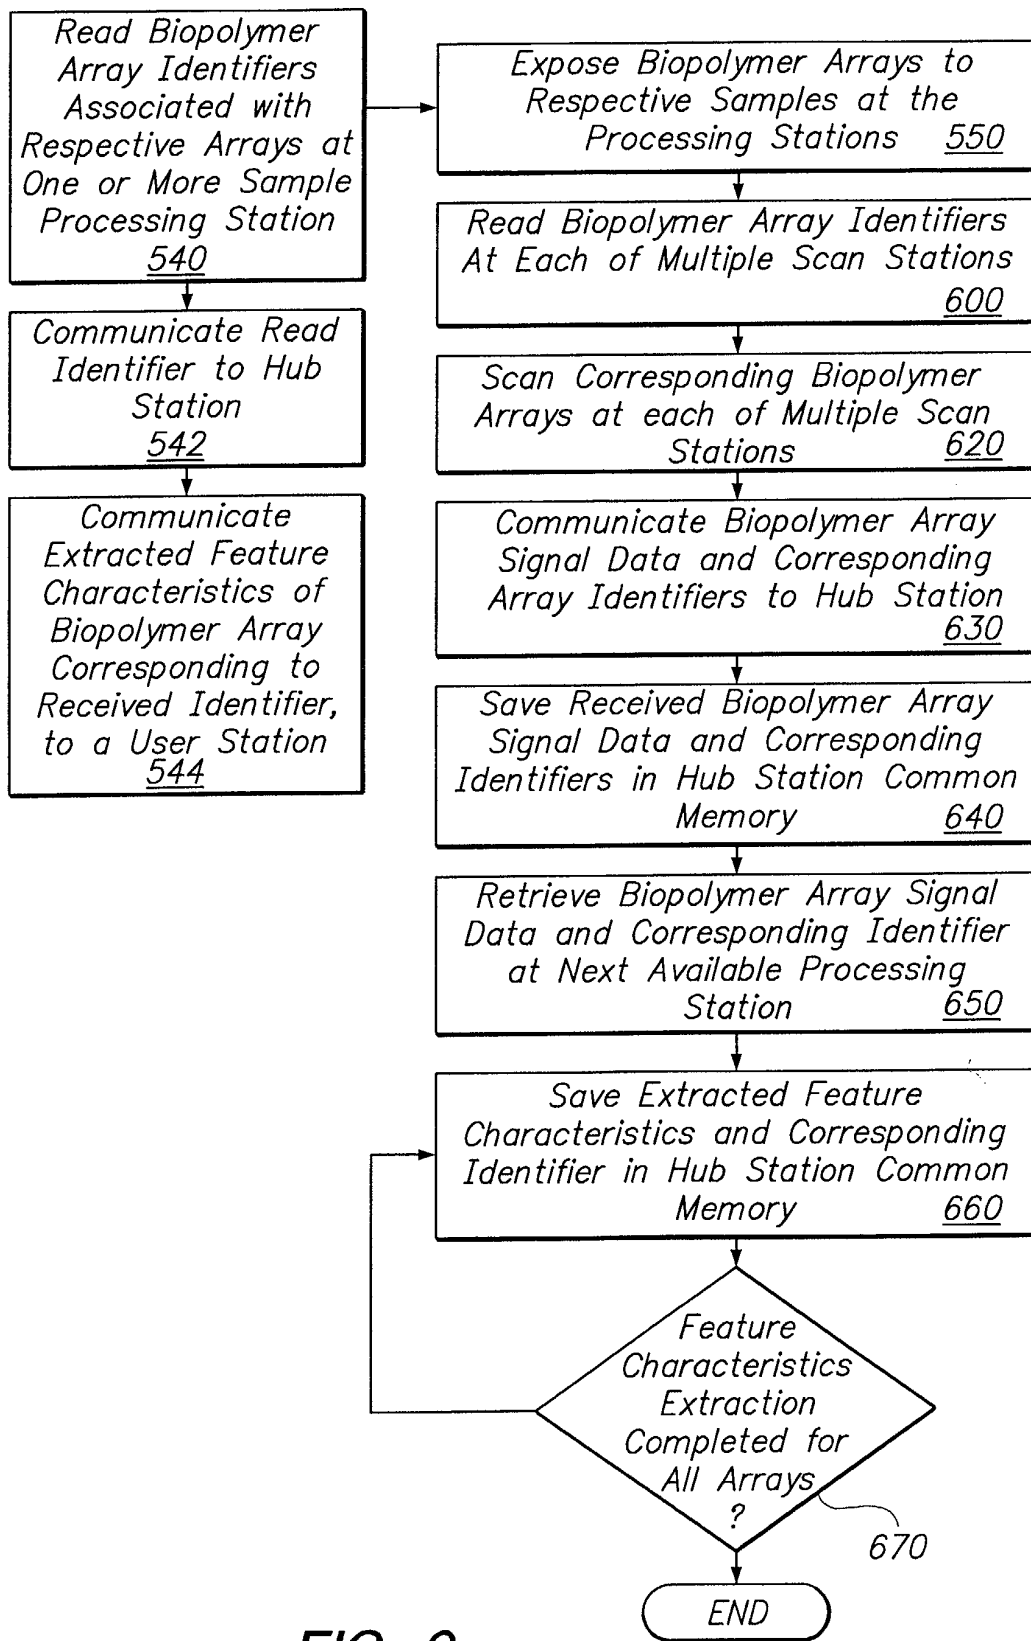 Read Biopolymer
Array Identifiers
Associated with
Respective Arrays at
One or More Sample
Processing Station
540
Communicate Read
Identifier to Hub
Station
542
Communicate
Extracted Feature
Characteristics of
Biopolymer Array
Corresponding to
Received Identifier,
to a User Station
544
Expose Biopolymer Arrays to
Respective Samples at the
Processing Stations 550
Read Biopolymer Array Identifiers
At Each of Multiple Scan Stations
600
Scan Corresponding Biopolymer
Arrays at each of Multiple Scan
Stations 620
Communicate Biopolymer Array
Signal Data and Corresponding
Array Identifiers to Hub Station
630
Save Received Biopolymer Array
Signal Data and Corresponding
Identifiers in Hub Station Common
Memory 640
Retrieve Biopolymer Array Signal
Data and Corresponding Identifier
at Next Available Processing
Station 650
Save Extracted Feature
Characteristics and Corresponding
Identifier in Hub Station Common
Memory 660
Feature
Characteristics
Extraction
Completed for
All Arrays
?
670
END